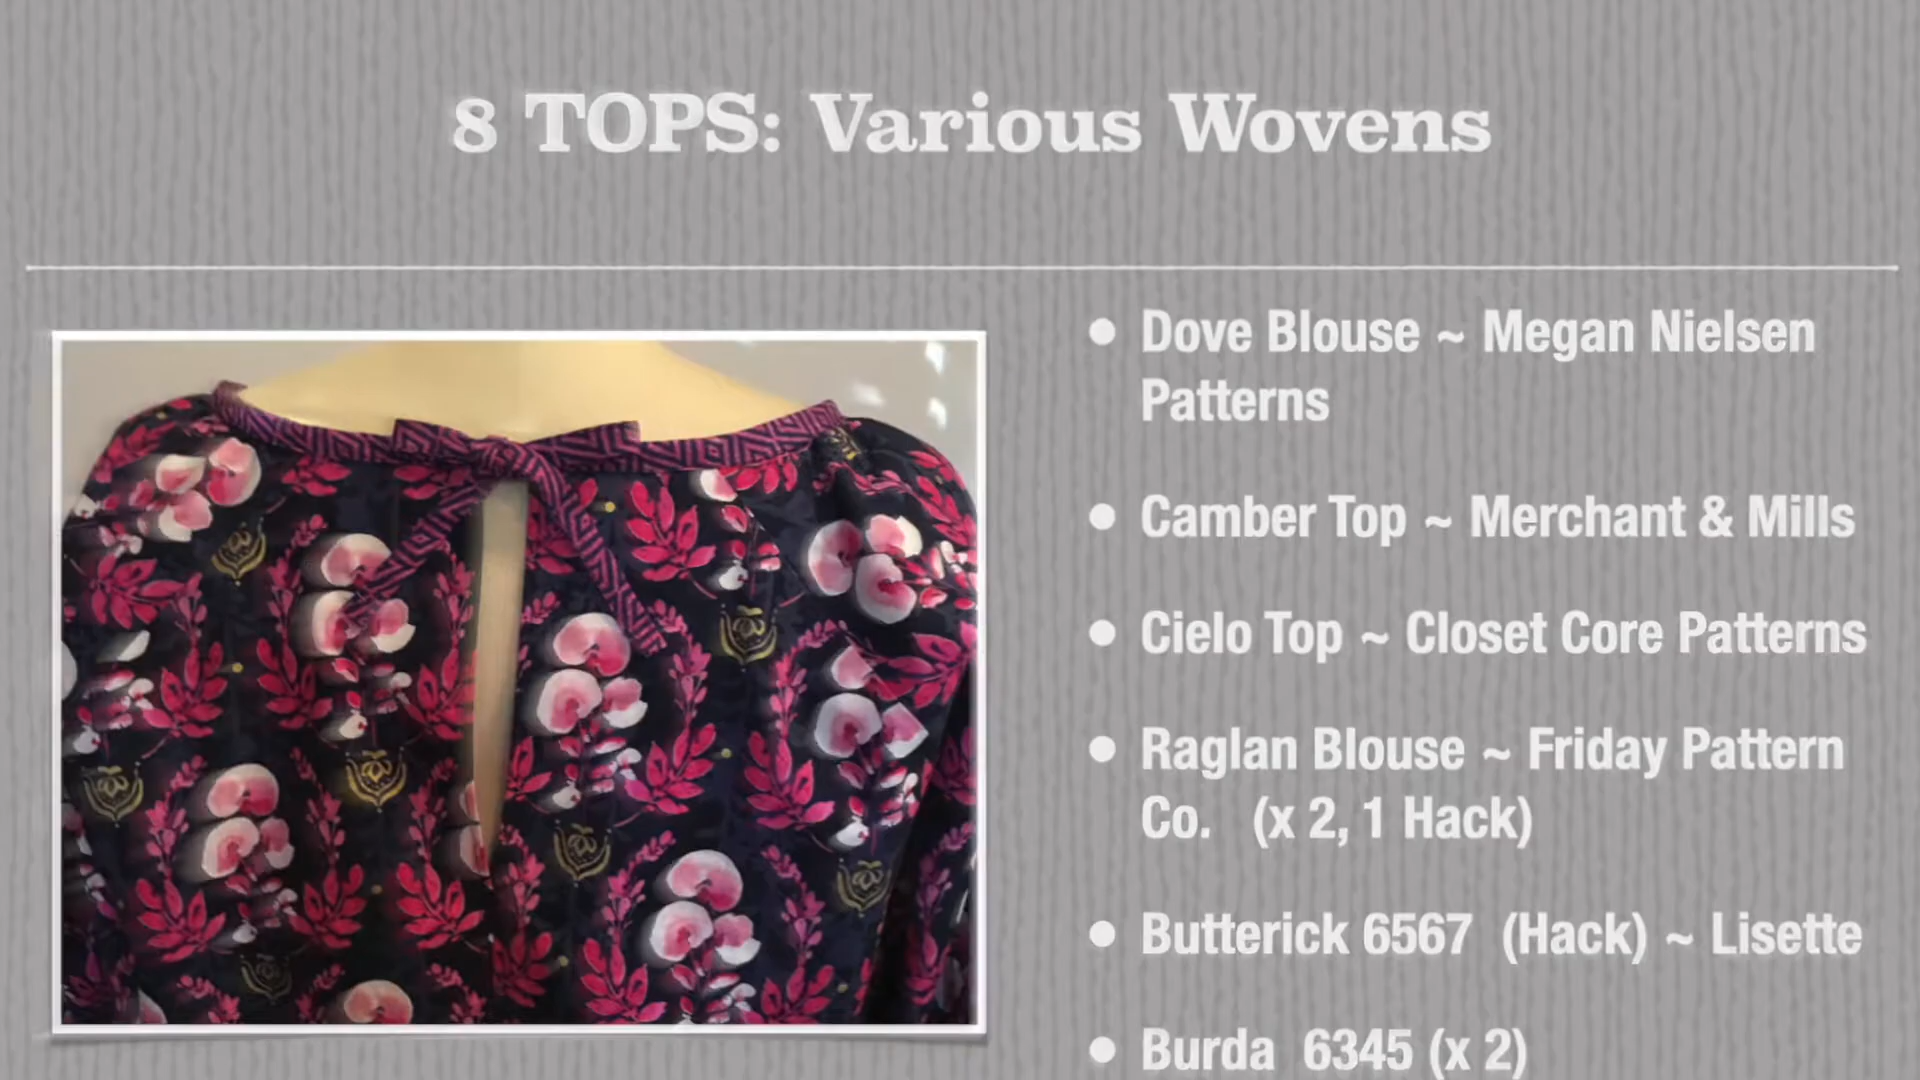 8 TOPS: Various Wovens
Dove Blouse ~ Megan Nielsen
Patterns
Camber Top ~ Merchant & Mills
Cielo Top ~ Closet Core Patterns
Raglan Blouse ~ Friday Pattern
Co. (x 2, 1 Hack)
Butterick 6567 (Hack) ~ Lisette
Burda 6345 (x 2)